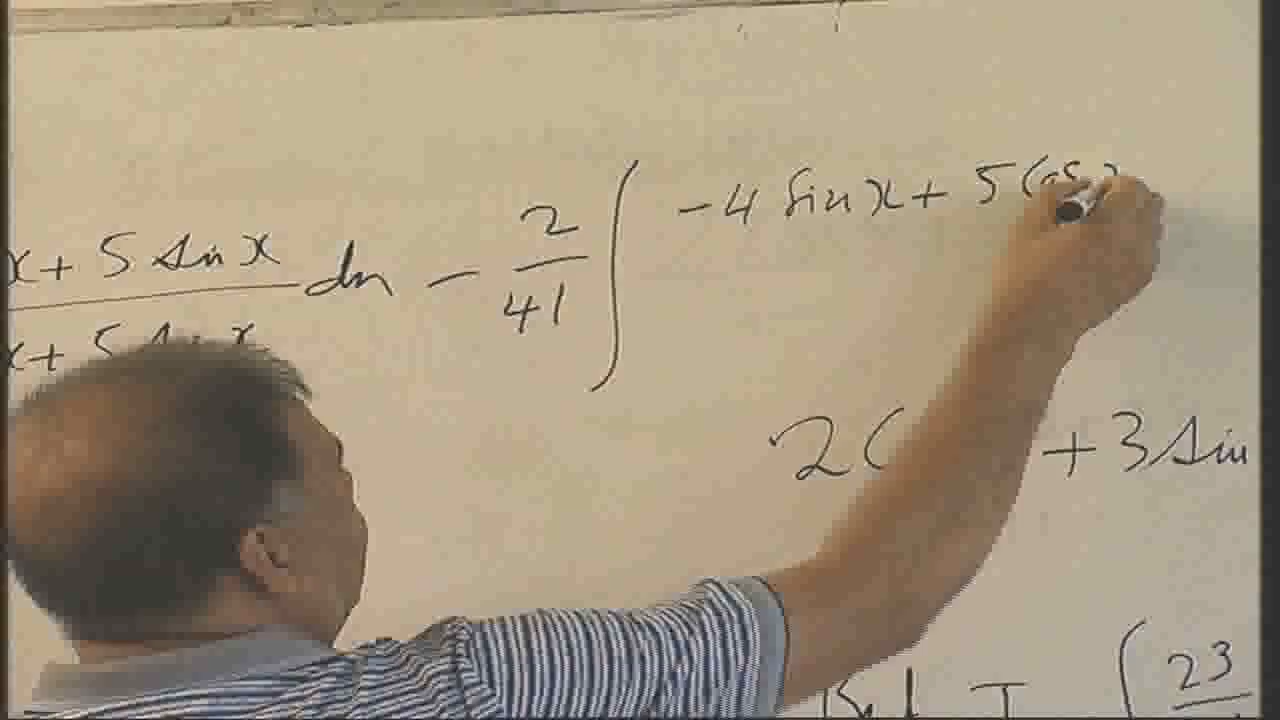 x + 5 sin x dx - 2/41 ∫ -4 sin x + 5 cos
x + 5 sin x
2( + 3 sin
I ∫ 23